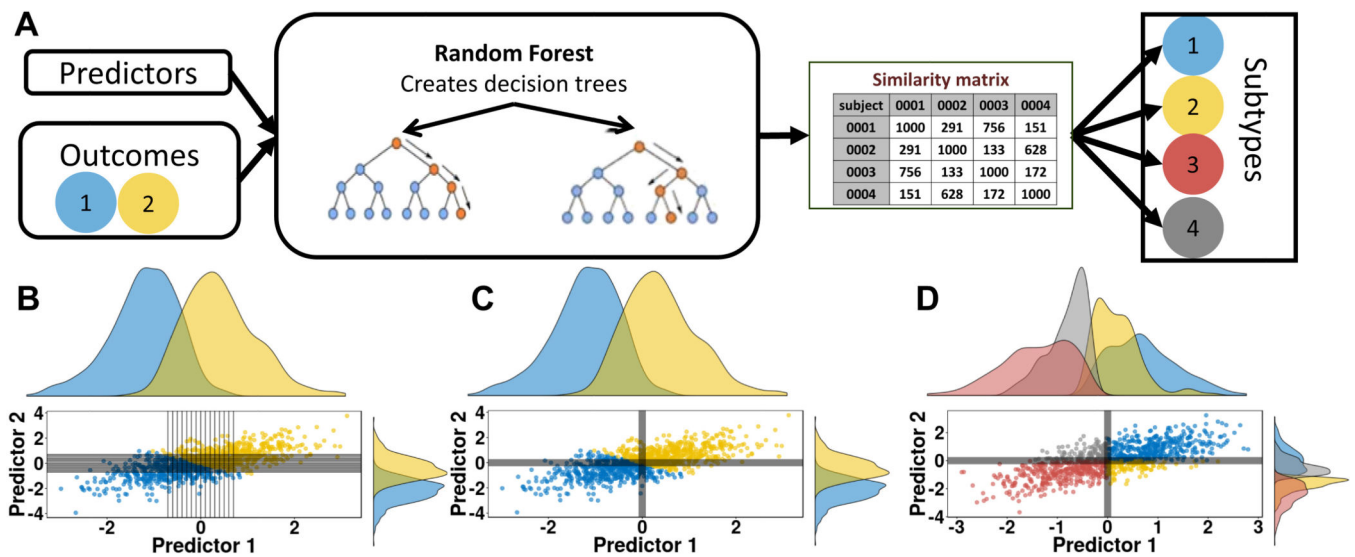 A
Predictors
Outcomes
1 2
Random Forest
Creates decision trees
Similarity matrix
subject 0001 0002 0003 0004
0001 1000 291 756 151
0002 291 1000 133 628
0003 756 133 1000 172
0004 151 628 172 1000
1
2
3
4
Subtypes
B
Predictor 2
4
2
0
-2
-4
-2 0 2
Predictor 1
C
Predictor 2
4
2
0
-2
-4
-2 0 2
Predictor 1
D
Predictor 2
2
0
-2
-4
-3 -2 -1 0 1 2 3
Predictor 1